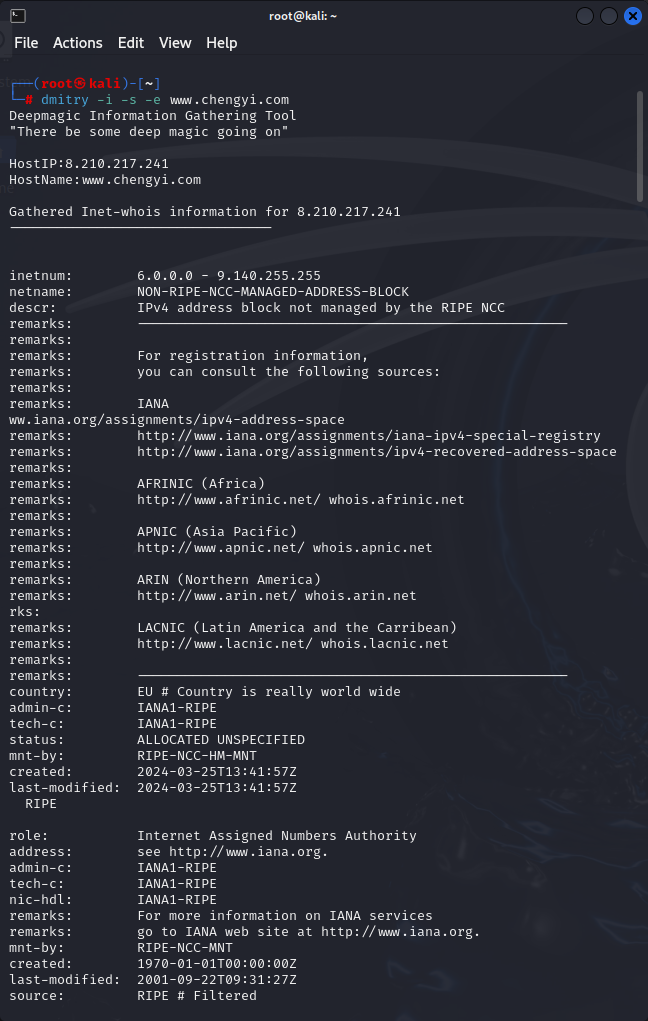 root@kali: ~
File Actions Edit View Help
┌──(root㉿kali)-[~]
└─# dmitry -i -s -e www.chengyi.com
Deepmagic Information Gathering Tool
"There be some deep magic going on"
HostIP:8.210.217.241
HostName:www.chengyi.com
Gathered Inet-whois information for 8.210.217.241
---------------------------------
inetnum:        6.0.0.0 - 9.140.255.255
netname:        NON-RIPE-NCC-MANAGED-ADDRESS-BLOCK
descr:          IPv4 address block not managed by the RIPE NCC
remarks:        ------------------------------------------------------
remarks:
remarks:        For registration information,
remarks:        you can consult the following sources:
remarks:
remarks:        IANA
ww.iana.org/assignments/ipv4-address-space
remarks:        http://www.iana.org/assignments/iana-ipv4-special-registry
remarks:        http://www.iana.org/assignments/ipv4-recovered-address-space
remarks:
remarks:        AFRINIC (Africa)
remarks:        http://www.afrinic.net/ whois.afrinic.net
remarks:
remarks:        APNIC (Asia Pacific)
remarks:        http://www.apnic.net/ whois.apnic.net
remarks:
remarks:        ARIN (Northern America)
remarks:        http://www.arin.net/ whois.arin.net
rks:
remarks:        LACNIC (Latin America and the Carribean)
remarks:        http://www.lacnic.net/ whois.lacnic.net
remarks:
remarks:        ------------------------------------------------------
country:        EU # Country is really world wide
admin-c:        IANA1-RIPE
tech-c:         IANA1-RIPE
status:         ALLOCATED UNSPECIFIED
mnt-by:         RIPE-NCC-HM-MNT
created:        2024-03-25T13:41:57Z
last-modified:  2024-03-25T13:41:57Z
  RIPE
role:           Internet Assigned Numbers Authority
address:        see http://www.iana.org.
admin-c:        IANA1-RIPE
tech-c:         IANA1-RIPE
nic-hdl:        IANA1-RIPE
remarks:        For more information on IANA services
remarks:        go to IANA web site at http://www.iana.org.
mnt-by:         RIPE-NCC-MNT
created:        1970-01-01T00:00:00Z
last-modified:  2001-09-22T09:31:27Z
source:         RIPE # Filtered